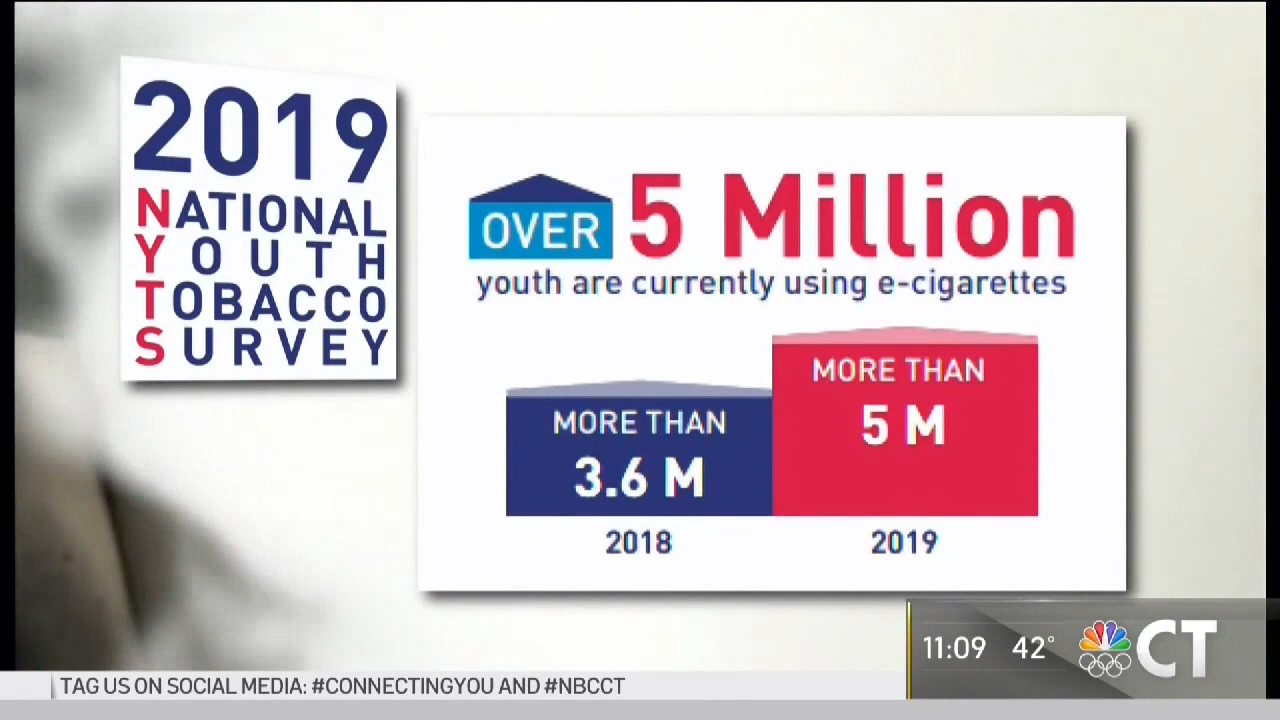 2019
NATIONAL
YOUTH
TOBACCO
SURVEY
OVER 5 Million
youth are currently using e-cigarettes
MORE THAN
3.6 M
2018
MORE THAN
5 M
2019
11:09 42° CT
TAG US ON SOCIAL MEDIA: #CONNECTINGYOU AND #NBCCT